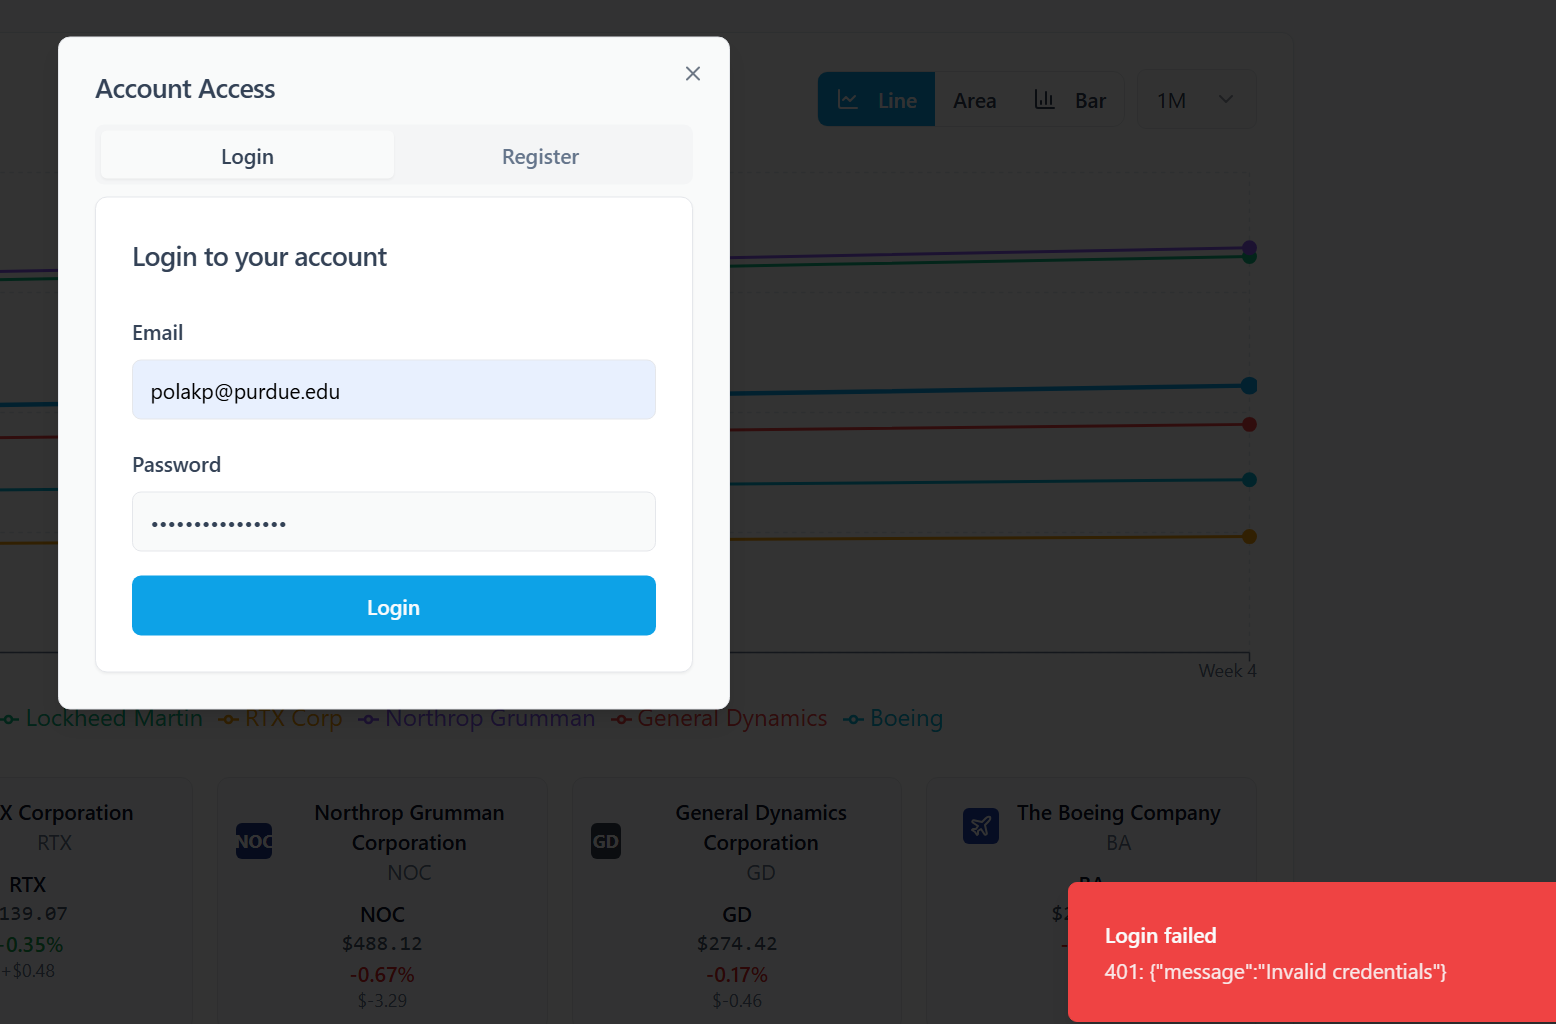 Account Access
Login
Register
Login to your account
Email
polakp@purdue.edu
Password
••••••••••••••••
Login
Line
Area
Bar
1M
Week 4
Lockheed Martin
RTX Corp
Northrop Grumman
General Dynamics
Boeing
X Corporation
RTX
RTX
139.07
-0.35%
+$0.48
NOC
Northrop Grumman
Corporation
NOC
NOC
$488.12
-0.67%
$-3.29
GD
General Dynamics
Corporation
GD
GD
$274.42
-0.17%
$-0.46
The Boeing Company
BA
BA
Login failed
401: {"message":"Invalid credentials"}